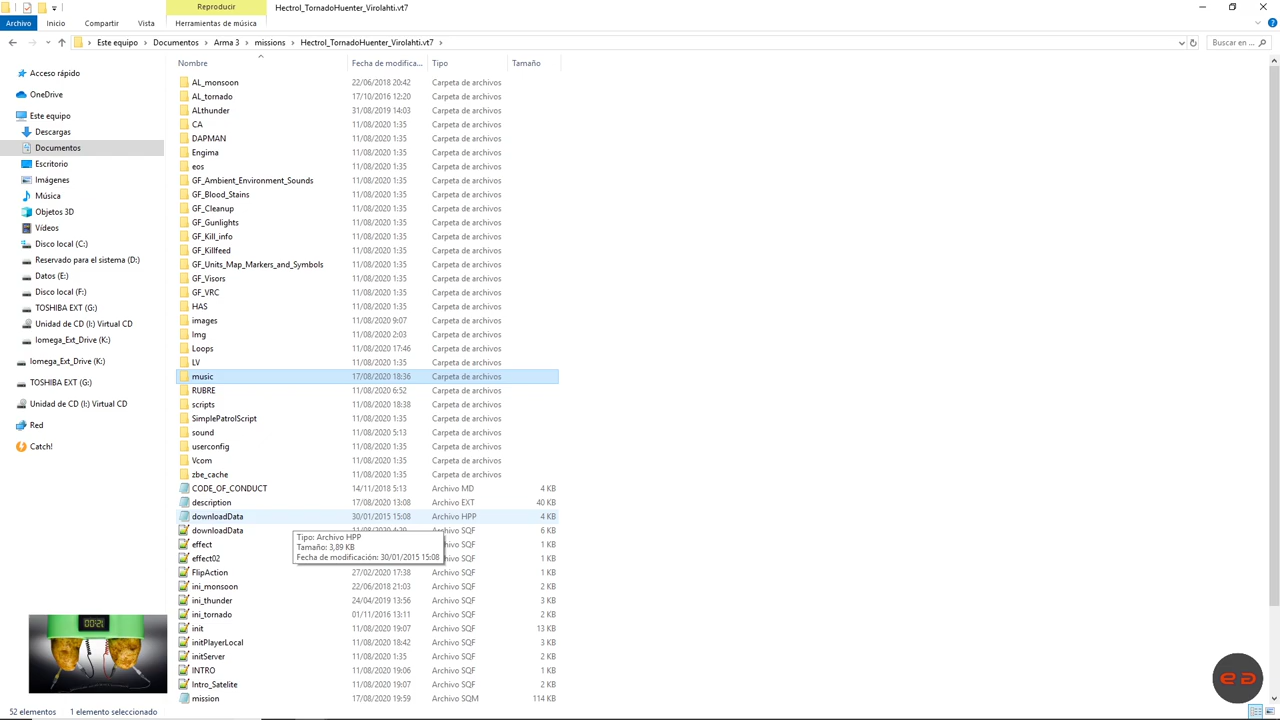 Reproducir
Hectrol_TornadoHuenter_Virolahti.vt7
Archivo Inicio Compartir Vista Herramientas de música
Este equipo Documentos Arma 3 missions Hectrol_TornadoHuenter_Virolahti.vt7 Buscar en ...
Nombre Fecha de modifica... Tipo Tamaño
Acceso rápido
OneDrive
Este equipo
Descargas
Documentos
Escritorio
Imágenes
Música
Objetos 3D
Vídeos
Disco local (C:)
Reservado para el sistema (D:)
Datos (E:)
Disco local (F:)
TOSHIBA EXT (G:)
Unidad de CD (I:) Virtual CD
Iomega_Ext_Drive (K:)
Iomega_Ext_Drive (K:)
TOSHIBA EXT (G:)
Unidad de CD (I:) Virtual CD
Red
Catch!
AL_monsoon 22/06/2018 20:42 Carpeta de archivos
AL_tornado 17/10/2016 12:20 Carpeta de archivos
ALthunder 31/08/2019 14:03 Carpeta de archivos
CA 11/08/2020 1:35 Carpeta de archivos
DAPMAN 11/08/2020 1:35 Carpeta de archivos
Engima 11/08/2020 1:35 Carpeta de archivos
eos 11/08/2020 1:35 Carpeta de archivos
GF_Ambient_Environment_Sounds 11/08/2020 1:35 Carpeta de archivos
GF_Blood_Stains 11/08/2020 1:35 Carpeta de archivos
GF_Cleanup 11/08/2020 1:35 Carpeta de archivos
GF_Gunlights 11/08/2020 1:35 Carpeta de archivos
GF_Kill_info 11/08/2020 1:35 Carpeta de archivos
GF_Killfeed 11/08/2020 1:35 Carpeta de archivos
GF_Units_Map_Markers_and_Symbols 11/08/2020 1:35 Carpeta de archivos
GF_Visors 11/08/2020 1:35 Carpeta de archivos
GF_VRC 11/08/2020 1:35 Carpeta de archivos
HAS 11/08/2020 1:35 Carpeta de archivos
images 11/08/2020 9:07 Carpeta de archivos
Img 11/08/2020 2:03 Carpeta de archivos
Loops 11/08/2020 17:46 Carpeta de archivos
LV 11/08/2020 1:35 Carpeta de archivos
music 17/08/2020 18:36 Carpeta de archivos
RUBRE 11/08/2020 6:52 Carpeta de archivos
scripts 11/08/2020 18:38 Carpeta de archivos
SimplePatrolScript 11/08/2020 1:35 Carpeta de archivos
sound 11/08/2020 5:13 Carpeta de archivos
userconfig 11/08/2020 1:35 Carpeta de archivos
Vcom 11/08/2020 1:35 Carpeta de archivos
zbe_cache 11/08/2020 1:35 Carpeta de archivos
CODE_OF_CONDUCT 14/11/2018 5:13 Archivo MD 4 KB
description 17/08/2020 13:08 Archivo EXT 40 KB
downloadData 30/01/2015 15:08 Archivo HPP 4 KB
downloadData Archivo SQF 6 KB
Tipo: Archivo HPP
Tamaño: 3,89 KB
Fecha de modificación: 30/01/2015 15:08
effect Archivo SQF 1 KB
effect02 Archivo SQF 1 KB
FlipAction 27/02/2020 17:38 Archivo SQF 1 KB
ini_monsoon 22/06/2018 21:03 Archivo SQF 2 KB
ini_thunder 24/04/2019 13:56 Archivo SQF 3 KB
ini_tornado 01/11/2016 13:11 Archivo SQF 2 KB
init 11/08/2020 19:07 Archivo SQF 13 KB
initPlayerLocal 11/08/2020 18:42 Archivo SQF 3 KB
initServer 11/08/2020 1:35 Archivo SQF 2 KB
INTRO 11/08/2020 19:06 Archivo SQF 1 KB
Intro_Satelite 11/08/2020 19:07 Archivo SQF 2 KB
mission 17/08/2020 19:59 Archivo SQM 114 KB
52 elementos 1 elemento seleccionado